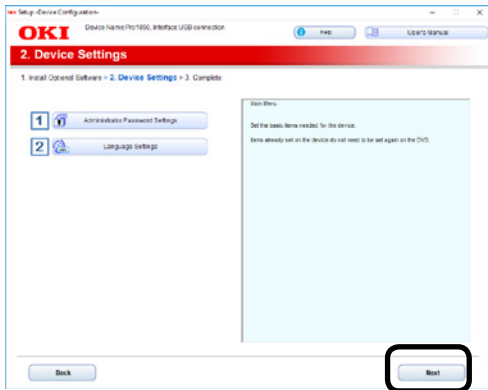 OKI Setup -Device Configuration-
OKI
Device Name:Pro1050, Interface:USB connection
FAQ
User's Manual
2. Device Settings
1. Install Optional Software > 2. Device Settings > 3. Complete
1
Administrator Password Settings
2
Language Settings
Main Menu
Set the basic items needed for the device.
Items already set on the device do not need to be set again on the DVD.
Back
Next